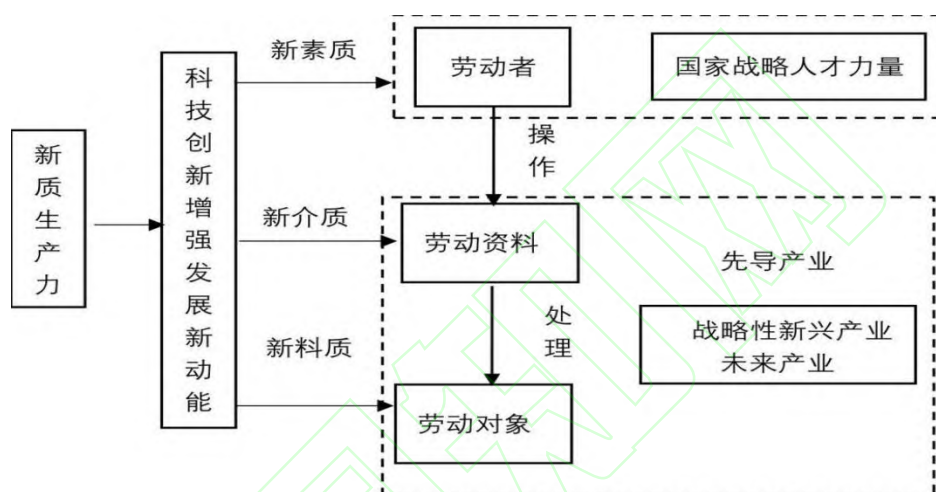 新质生产力
科技创新增强发展新动能
新素质
劳动者
国家战略人才力量
操作
新介质
劳动资料
先导产业
处理
战略性新兴产业
未来产业
新料质
劳动对象